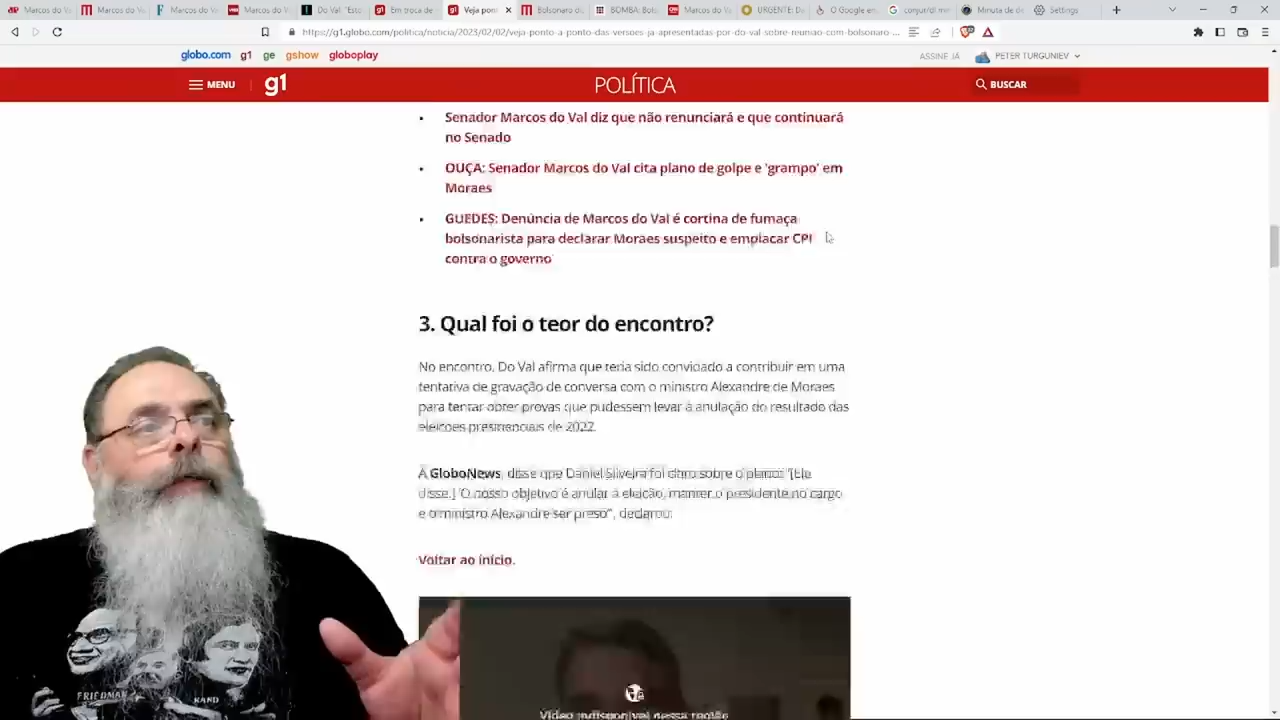 Marcos do Va
Marcos do
Marcos do V
Marcos do V
Do Val: "Est
Em troca de
Veja pon
Bolsonaro d
BOMBA: Bols
Marcos do Va
URGENTE: Do
O Google en
conjur/dl.mi
Minuta de d
Settings
https://g1.globo.com/politica/noticia/2023/02/02/veja-ponto-a-ponto-das-versoes-ja-apresentadas-por-do-val-sobre-reuniao-com-bolsonaro-...
globo.com g1 ge gshow globoplay
ASSINE JÁ
PETER TURGUNIEV
MENU
g1
POLÍTICA
BUSCAR
Senador Marcos do Val diz que não renunciará e que continuará
no Senado
OUÇA: Senador Marcos do Val cita plano de golpe e 'grampo' em
Moraes
GUEDES: Denúncia de Marcos do Val é cortina de fumaça
bolsonarista para declarar Moraes suspeito e emplacar CPI
contra o governo
3. Qual foi o teor do encontro?
No encontro, Do Val afirma que teria sido convidado a contribuir em uma
tentativa de gravação de conversa com o ministro Alexandre de Moraes
para tentar obter provas que pudessem levar à anulação do resultado das
eleições presidenciais de 2022.
À GloboNews, disse que Daniel Silveira foi claro sobre o plano: "[Ele
disse:] 'O nosso objetivo é anular a eleição, manter o presidente no cargo
e o ministro Alexandre ser preso'", declarou.
Voltar ao início.
Vídeo indisponível nessa região
FRIEDMAN
RAND